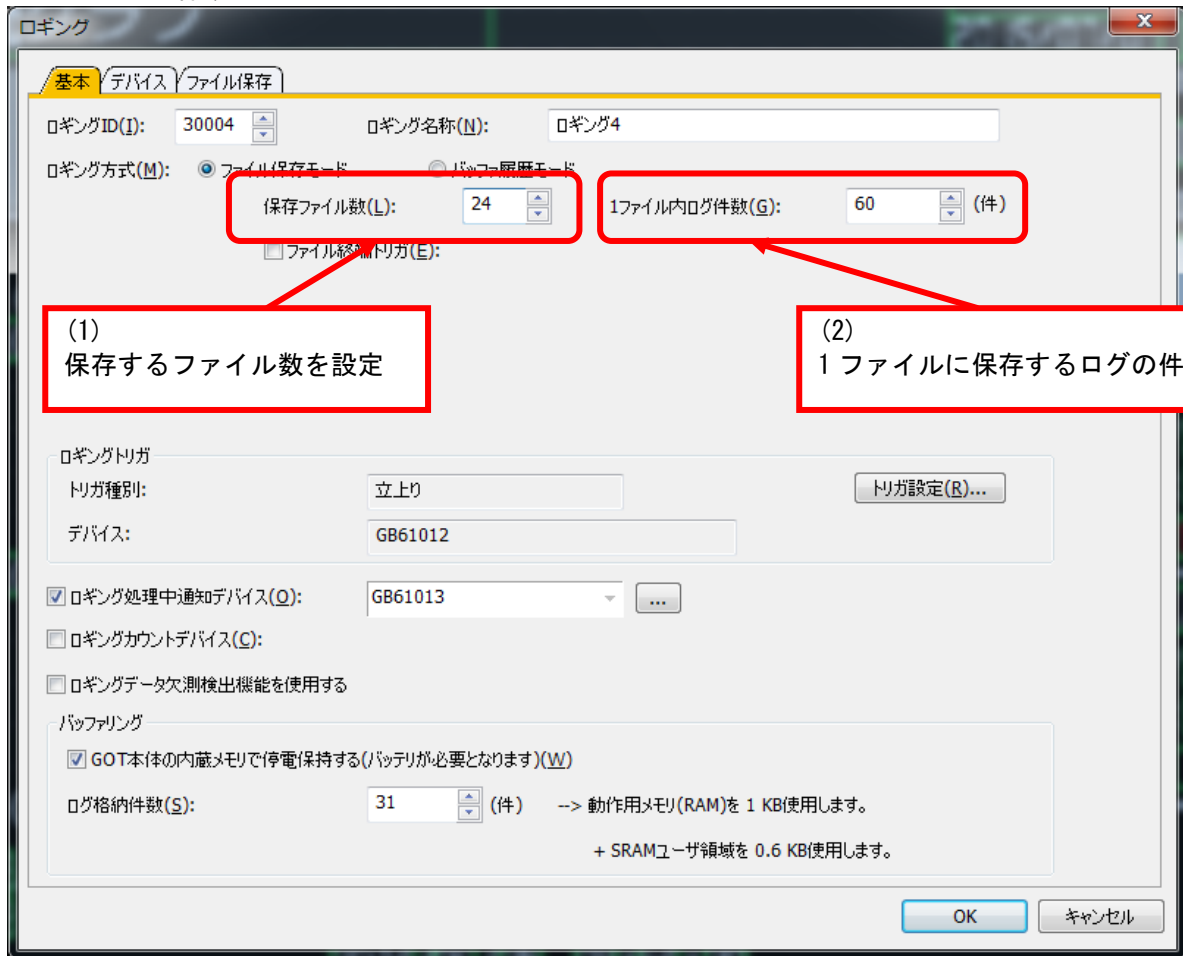 ロギング
基本 デバイス ファイル保存
ロギングID(I): 30004 ロギング名称(N): ロギング4
ロギング方式(M): ファイル保存モード バッファ履歴モード
保存ファイル数(L): 24 1ファイル内ログ件数(G): 60 (件)
ファイル終端トリガ(E):
(1)
保存するファイル数を設定
(2)
1ファイルに保存するログの件
ロギングトリガ
トリガ種別: 立上り トリガ設定(R)...
デバイス: GB61012
ロギング処理中通知デバイス(O): GB61013 ...
ロギングカウントデバイス(C):
ロギングデータ欠測検出機能を使用する
バッファリング
GOT本体の内蔵メモリで停電保持する(バッテリが必要となります)(W)
ログ格納件数(S): 31 (件) --> 動作用メモリ(RAM)を 1 KB使用します。
+ SRAMユーザ領域を 0.6 KB使用します。
OK キャンセル